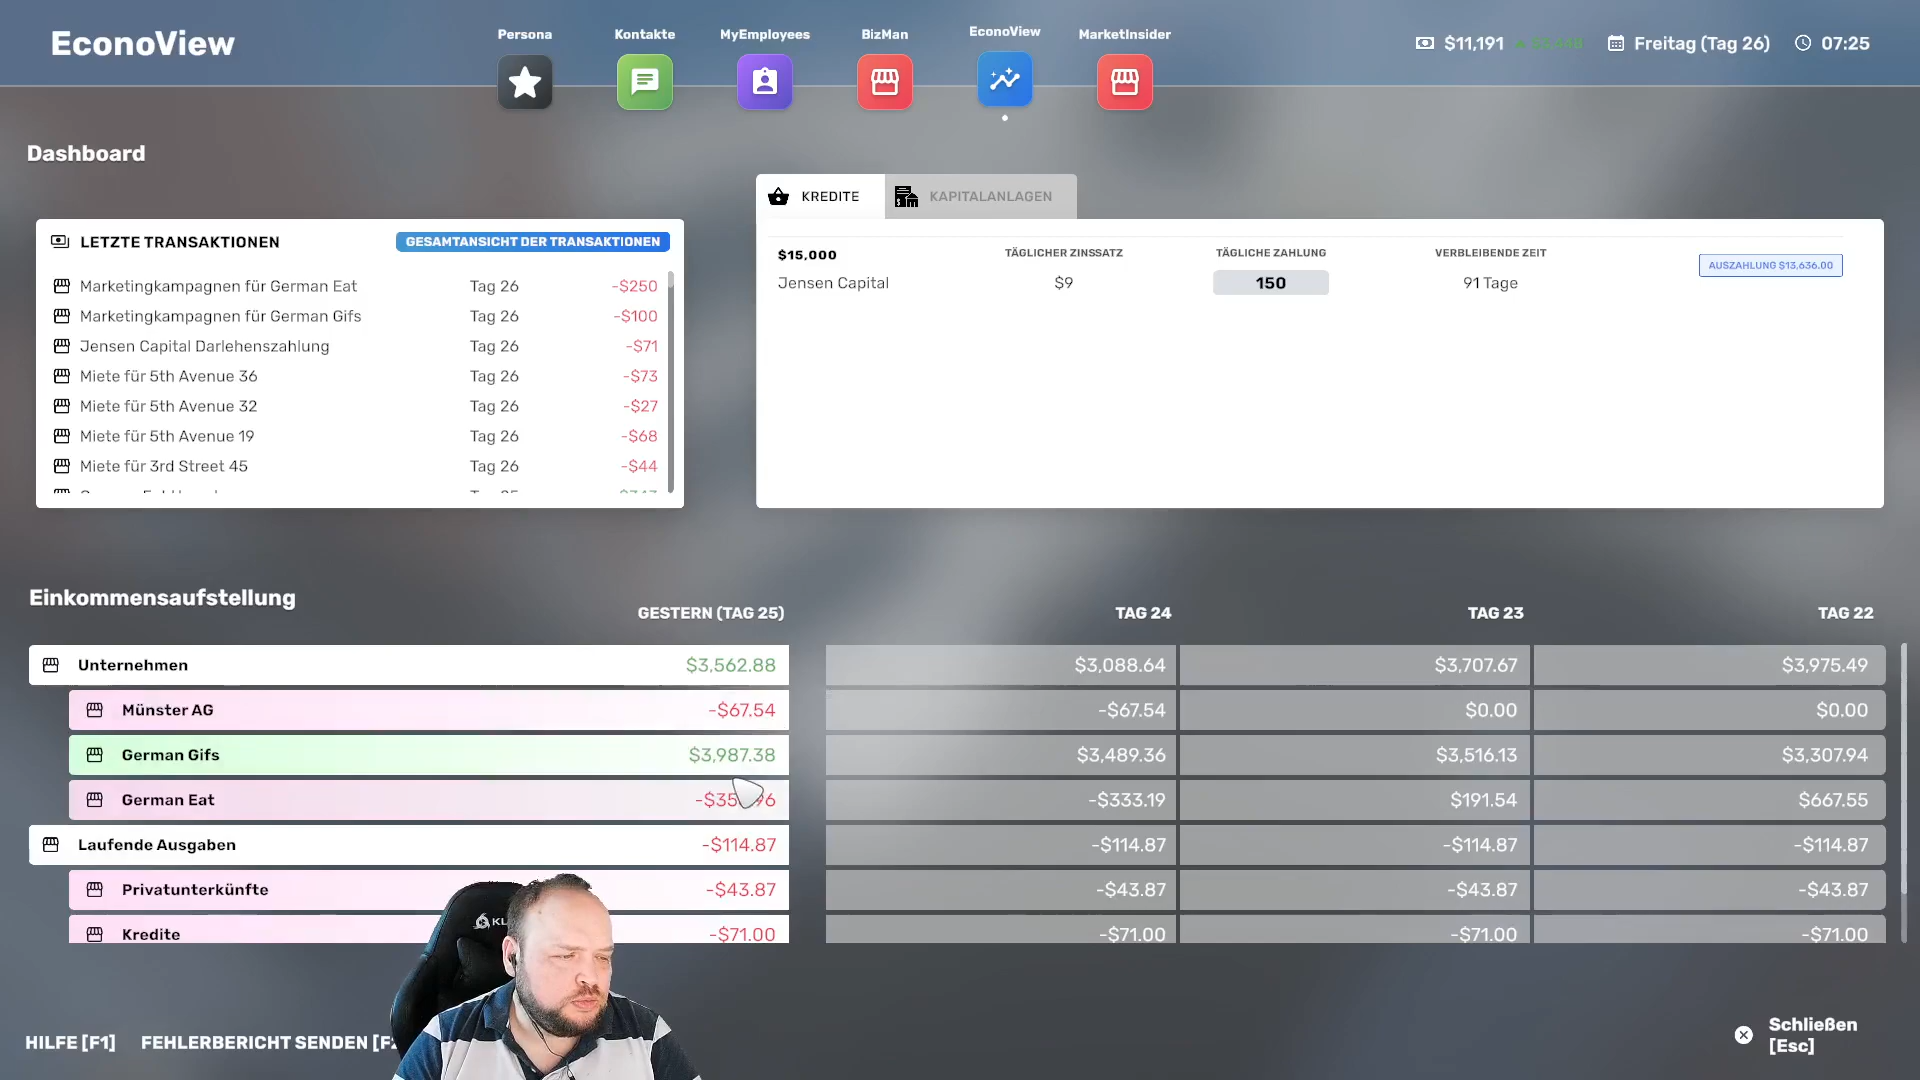 EconoView
Persona
Kontakte
MyEmployees
BizMan
EconoView
MarketInsider
$11,191
Freitag (Tag 26)
07:25
Dashboard
LETZTE TRANSAKTIONEN
GESAMTANSICHT DER TRANSAKTIONEN
Marketingkampagnen für German Eat Tag 26 -$250
Marketingkampagnen für German Gifs Tag 26 -$100
Jensen Capital Darlehenszahlung Tag 26 -$71
Miete für 5th Avenue 36 Tag 26 -$73
Miete für 5th Avenue 32 Tag 26 -$27
Miete für 5th Avenue 19 Tag 26 -$68
Miete für 3rd Street 45 Tag 26 -$44
KREDITE
KAPITALANLAGEN
$15,000 TÄGLICHER ZINSSATZ TÄGLICHE ZAHLUNG VERBLEIBENDE ZEIT
AUSZAHLUNG $13,636.00
Jensen Capital $9 150 91 Tage
Einkommensaufstellung
GESTERN (TAG 25) TAG 24 TAG 23 TAG 22
Unternehmen $3,562.88 $3,088.64 $3,707.67 $3,975.49
Münster AG -$67.54 -$67.54 $0.00 $0.00
German Gifs $3,987.38 $3,489.36 $3,516.13 $3,307.94
German Eat -$333.19 $191.54 $667.55
Laufende Ausgaben -$114.87 -$114.87 -$114.87 -$114.87
Privatunterkünfte -$43.87 -$43.87 -$43.87 -$43.87
Kredite -$71.00 -$71.00 -$71.00 -$71.00
HILFE [F1]
FEHLERBERICHT SENDEN
Schließen
[Esc]